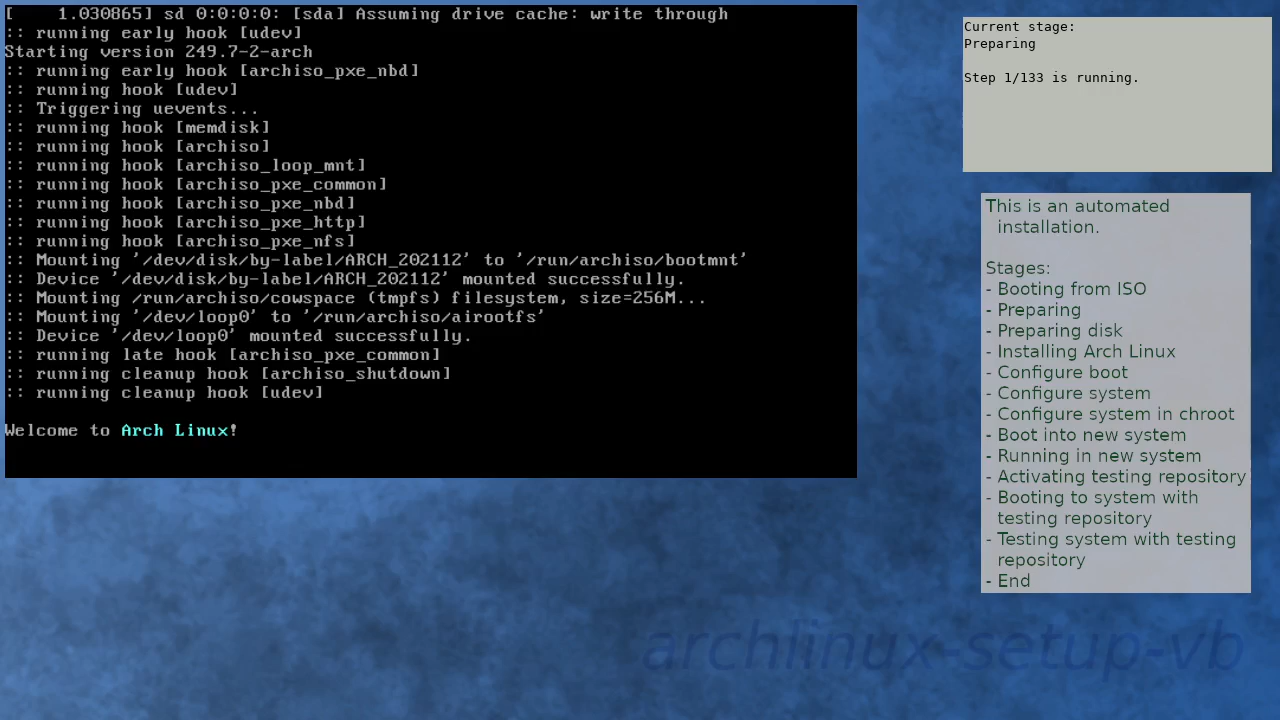 [    1.030865] sd 0:0:0:0: [sda] Assuming drive cache: write through
:: running early hook [udev]
Starting version 249.7-2-arch
:: running early hook [archiso_pxe_nbd]
:: running hook [udev]
:: Triggering uevents...
:: running hook [memdisk]
:: running hook [archiso]
:: running hook [archiso_loop_mnt]
:: running hook [archiso_pxe_common]
:: running hook [archiso_pxe_nbd]
:: running hook [archiso_pxe_http]
:: running hook [archiso_pxe_nfs]
:: Mounting '/dev/disk/by-label/ARCH_202112' to '/run/archiso/bootmnt'
:: Device '/dev/disk/by-label/ARCH_202112' mounted successfully.
:: Mounting /run/archiso/cowspace (tmpfs) filesystem, size=256M...
:: Mounting '/dev/loop0' to '/run/archiso/airootfs'
:: Device '/dev/loop0' mounted successfully.
:: running late hook [archiso_pxe_common]
:: running cleanup hook [archiso_shutdown]
:: running cleanup hook [udev]
Welcome to Arch Linux!
Current stage:
Preparing
Step 1/133 is running.
This is an automated
installation.
Stages:
- Booting from ISO
- Preparing
- Preparing disk
- Installing Arch Linux
- Configure boot
- Configure system
- Configure system in chroot
- Boot into new system
- Running in new system
- Activating testing repository
- Booting to system with
testing repository
- Testing system with testing
repository
- End
archlinux-setup-vb